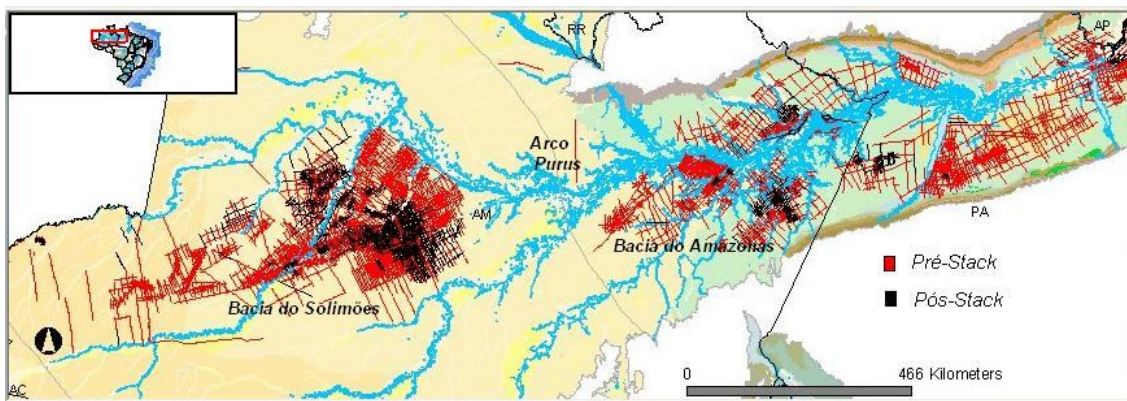 RR
AP
Arco
Purus
AM
PA
Bacia do Amazonas
Pré-Stack
Bacia do Solimões
Pós-Stack
0 466 Kilometers
AC